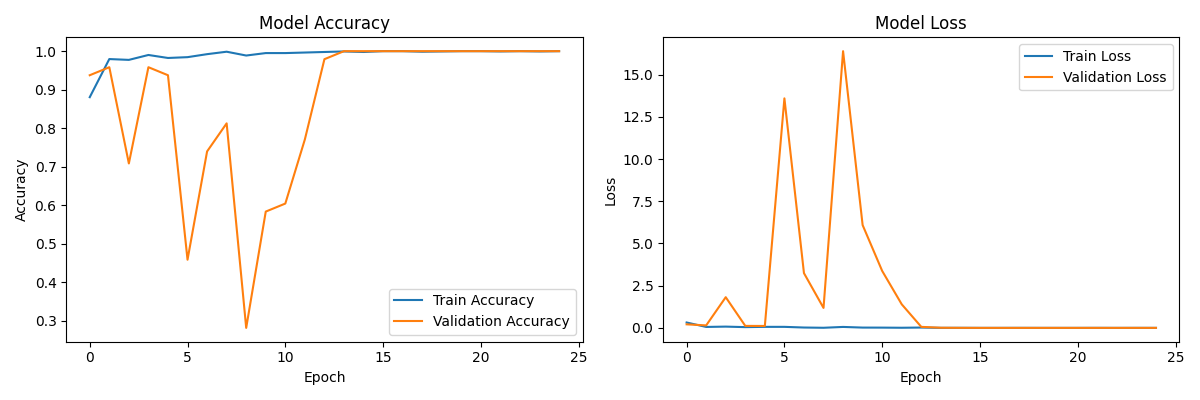 Model Accuracy
Accuracy
1.0
0.9
0.8
0.7
0.6
0.5
0.4
0.3
0 5 10 15 20 25
Epoch
Train Accuracy
Validation Accuracy
Model Loss
Loss
15.0
12.5
10.0
7.5
5.0
2.5
0.0
0 5 10 15 20 25
Epoch
Train Loss
Validation Loss